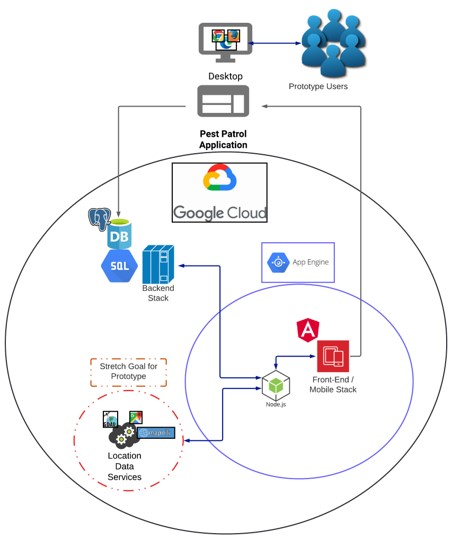 Desktop
Prototype Users
Pest Patrol
Application
Google Cloud
DB
SQL
Backend
Stack
App Engine
Stretch Goal for
Prototype
Front-End /
Mobile Stack
Node.js
Location
Data
Services